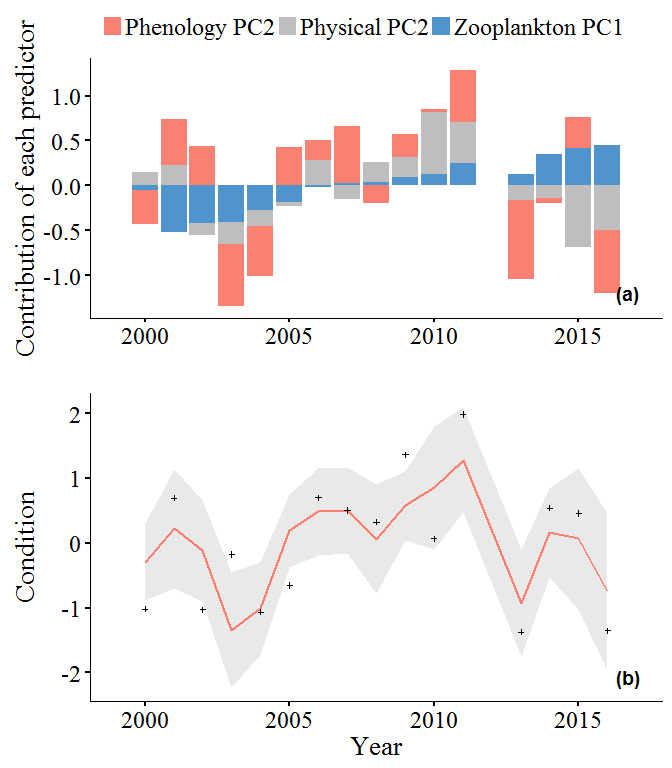 Phenology PC2 Physical PC2 Zooplankton PC1
Contribution of each predictor
1.0
0.5
0.0
-0.5
-1.0
(a)
2000 2005 2010 2015
Condition
2
1
0
-1
-2
(b)
2000 2005 2010 2015
Year